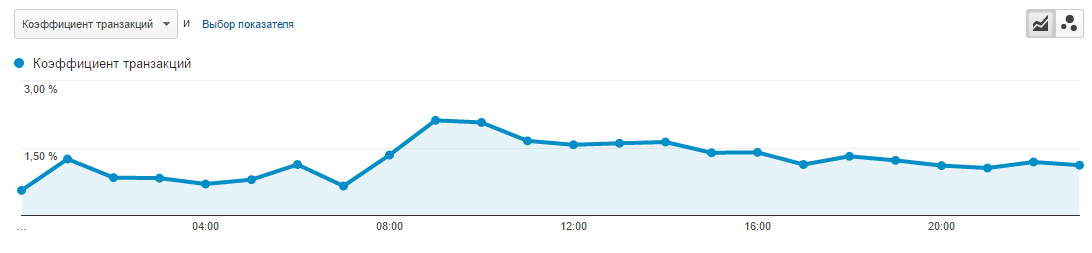 Коэффициент транзакций и Выбор показателя
Коэффициент транзакций
3,00 %
1,50 %
... 04:00 08:00 12:00 16:00 20:00